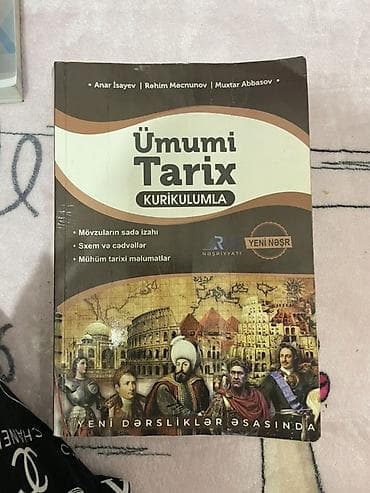 • Anar İsayev | Rəhim Məcnunov | Muxtar Abbasov •
Ümumi
Tarix
KURİKULUMLA
• Mövzuların sadə izahı
• Sxem və cədvəllər
• Mühüm tarixi məlumatlar
NƏŞRİYYATI
YENİ NƏŞR
YENİ DƏRSLİKLƏR ƏSASINDA
CHANE